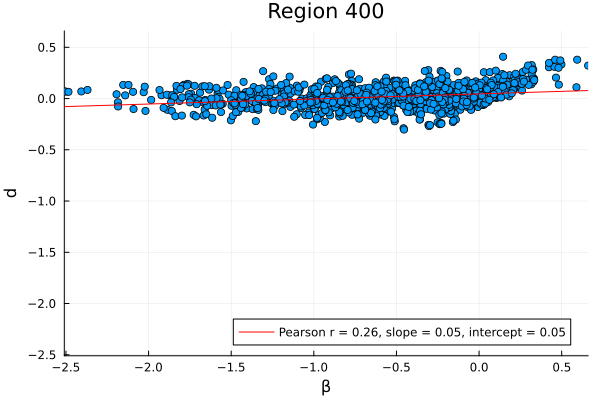 Region 400
0.5
0.0
−0.5
−1.0
−1.5
−2.0
−2.5
d
Pearson r = 0.26, slope = 0.05, intercept = 0.05
−2.5 −2.0 −1.5 −1.0 −0.5 0.0 0.5
β